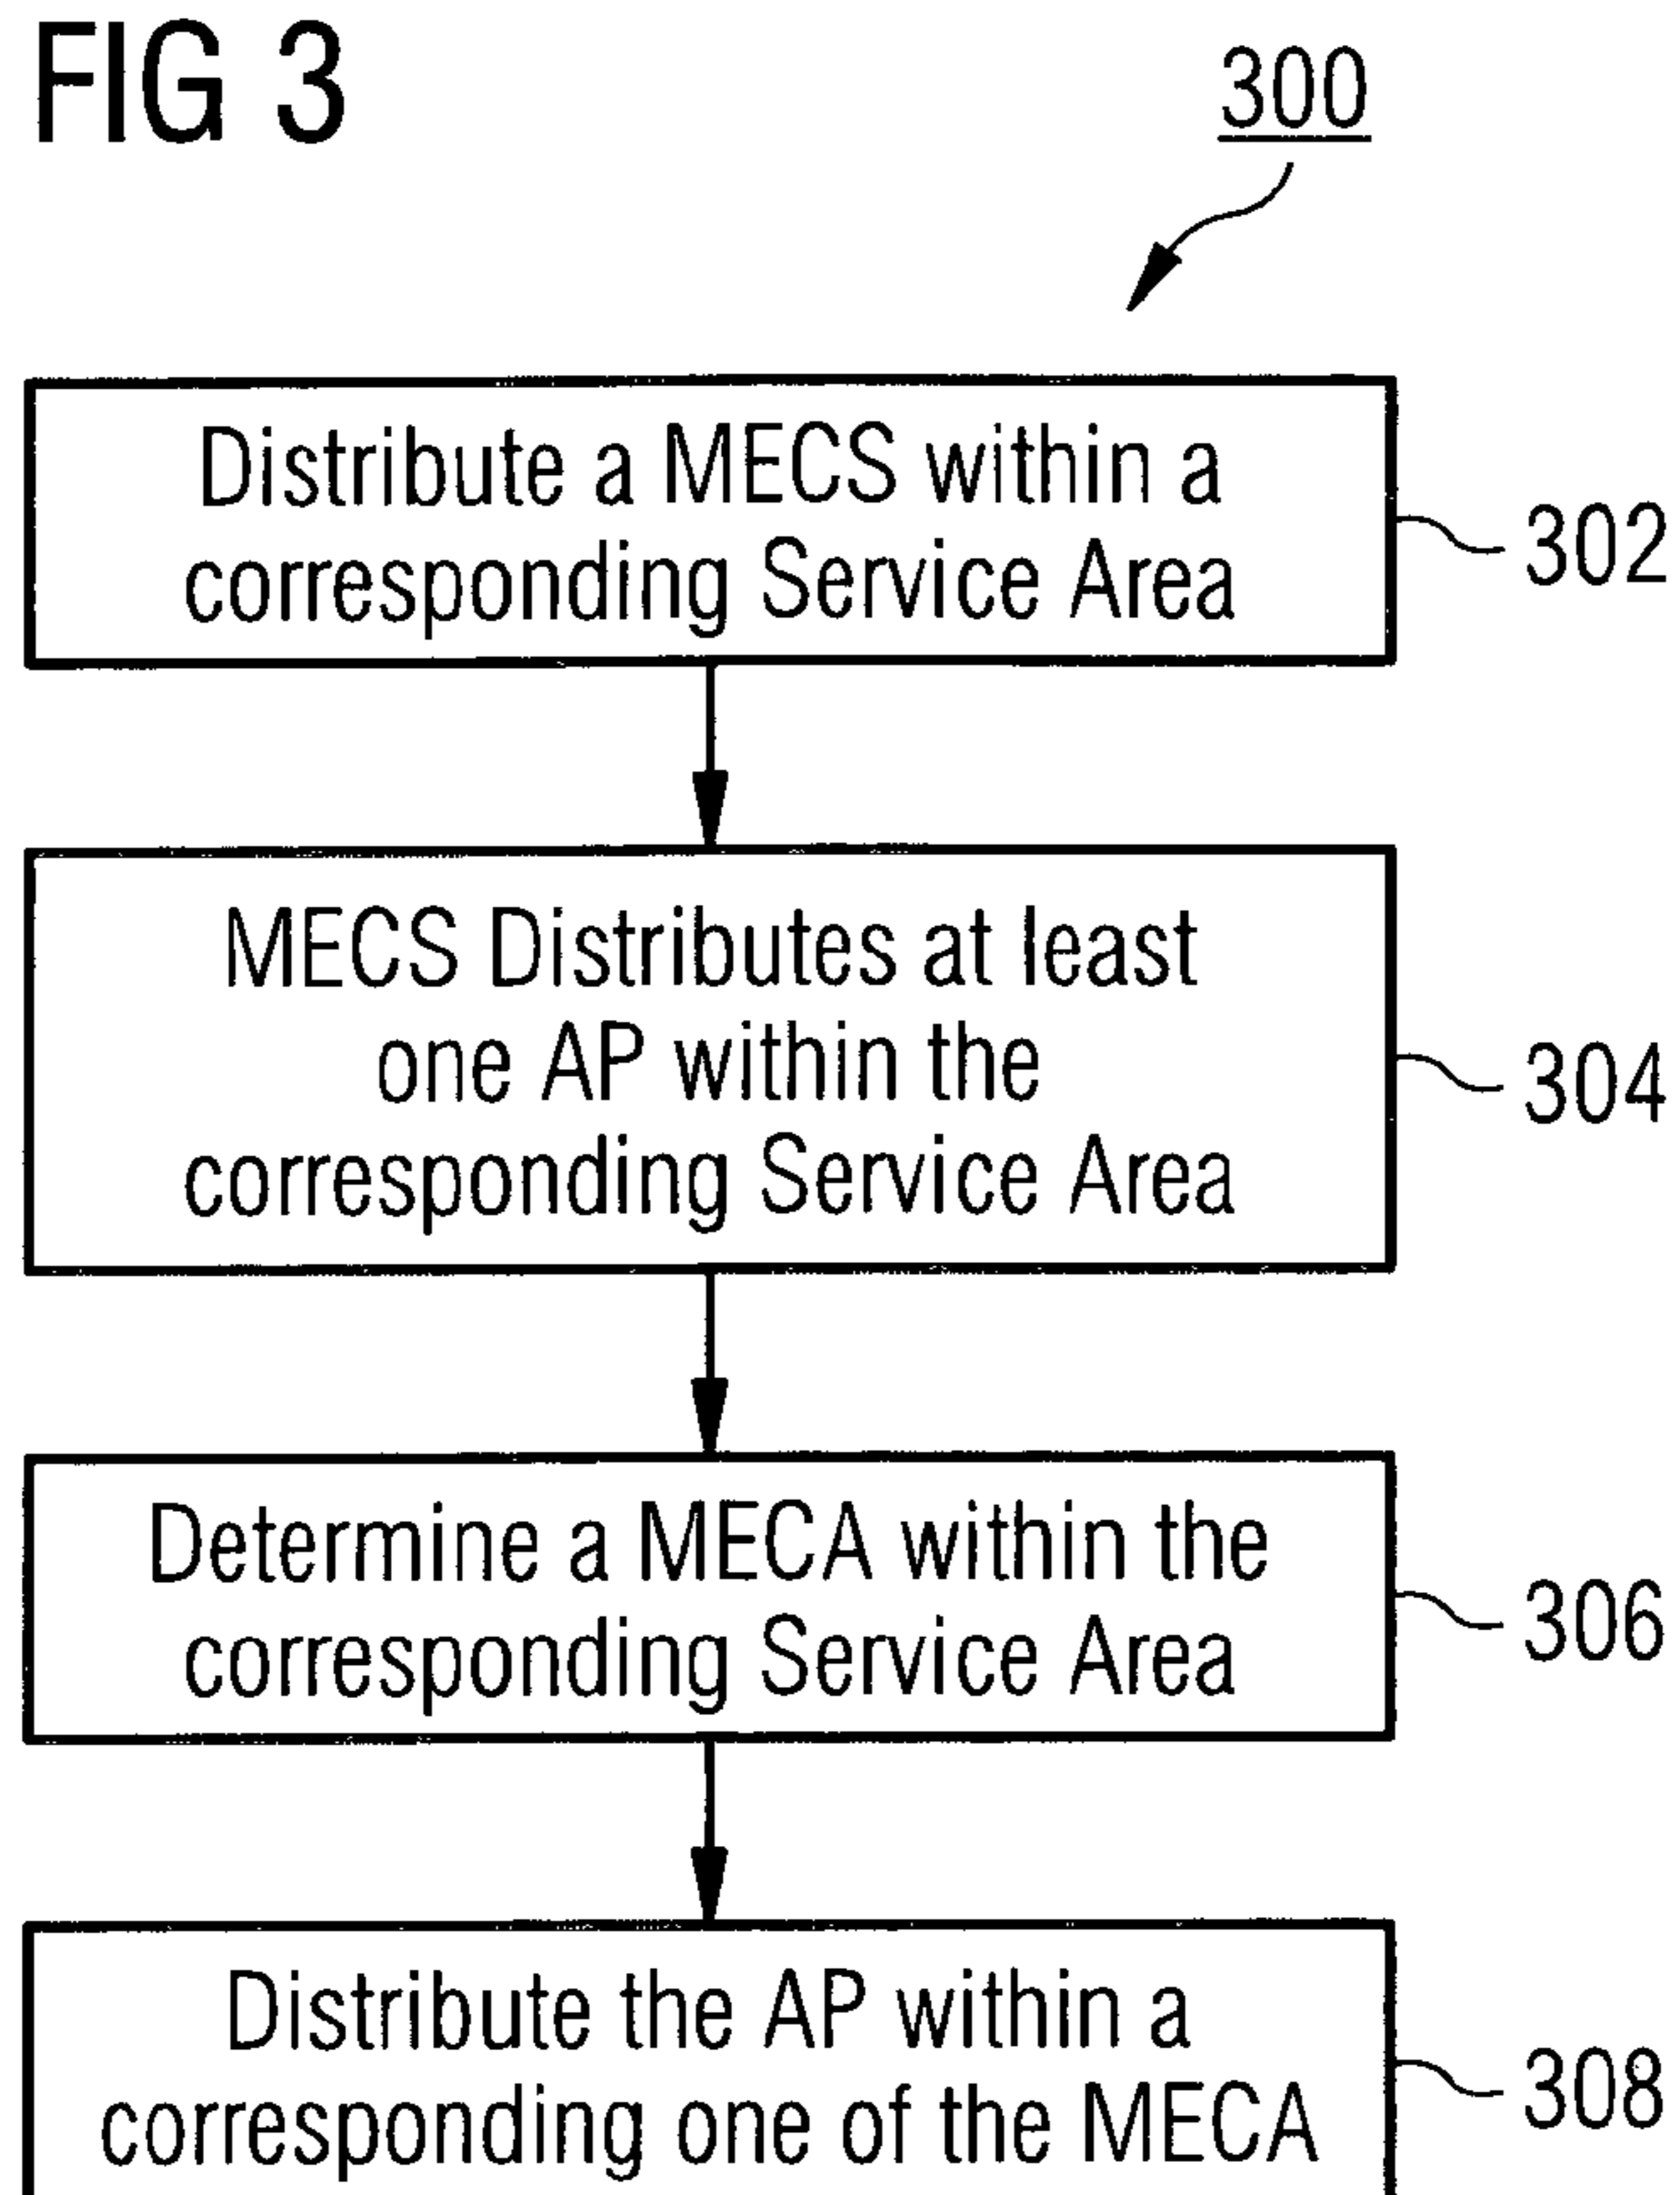 FIG 3
300
Distribute a MECS within a
corresponding Service Area
302
MECS Distributes at least
one AP within the
corresponding Service Area
304
Determine a MECA within the
corresponding Service Area
306
Distribute the AP within a
corresponding one of the MECA
308